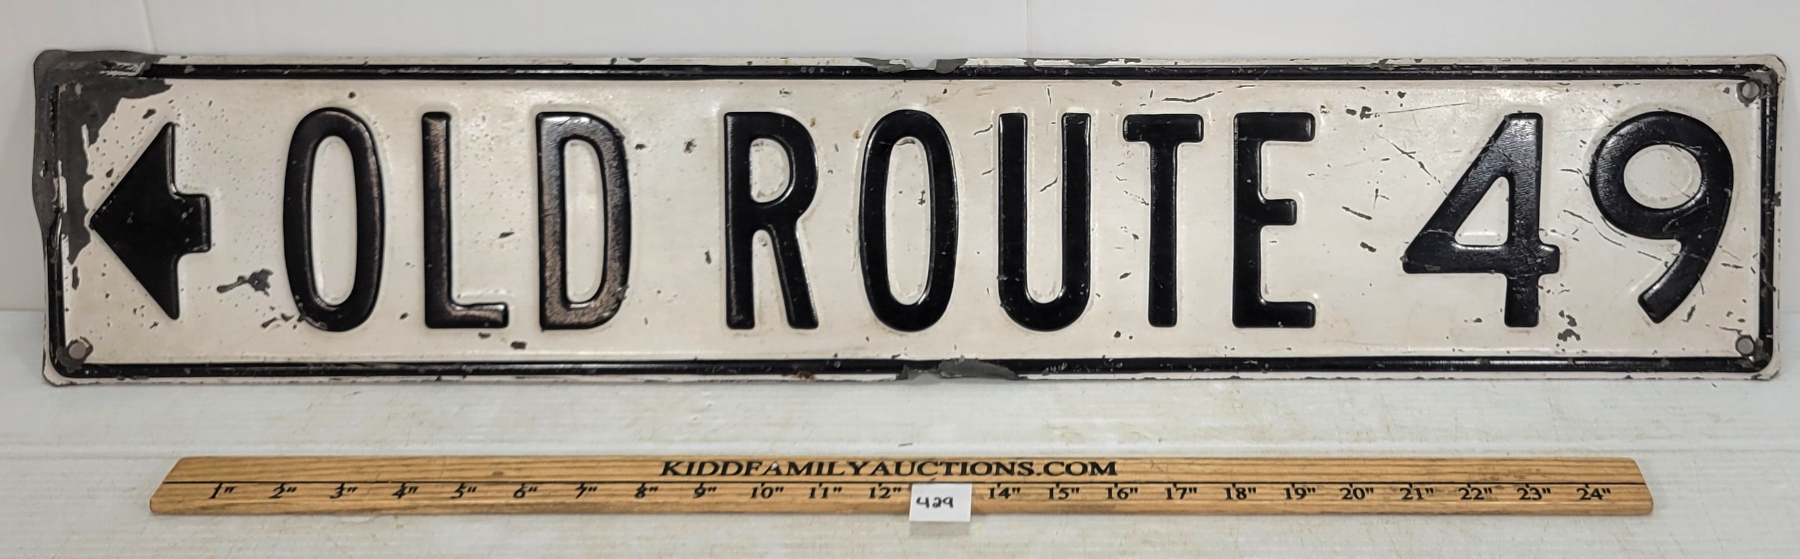 OLD ROUTE 49
KIDDFAMILYAUCTIONS.COM
1" 2" 3" 4" 5" 6" 7" 8" 9" 10" 11" 12" 14" 15" 16" 17" 18" 19" 20" 21" 22" 23" 24"
429